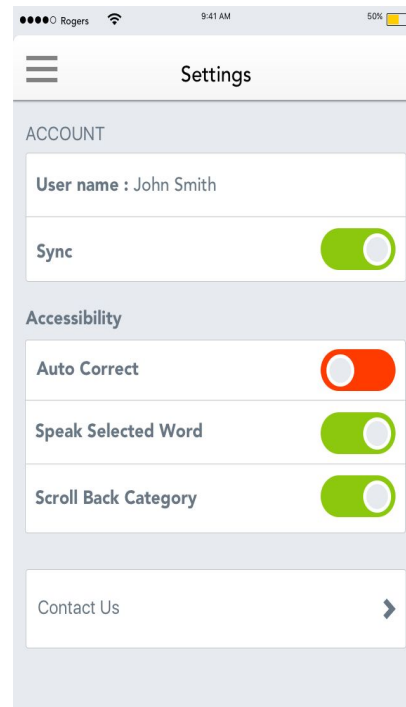 Rogers 9:41 AM 50%
Settings
ACCOUNT
User name : John Smith
Sync
Accessibility
Auto Correct
Speak Selected Word
Scroll Back Category
Contact Us